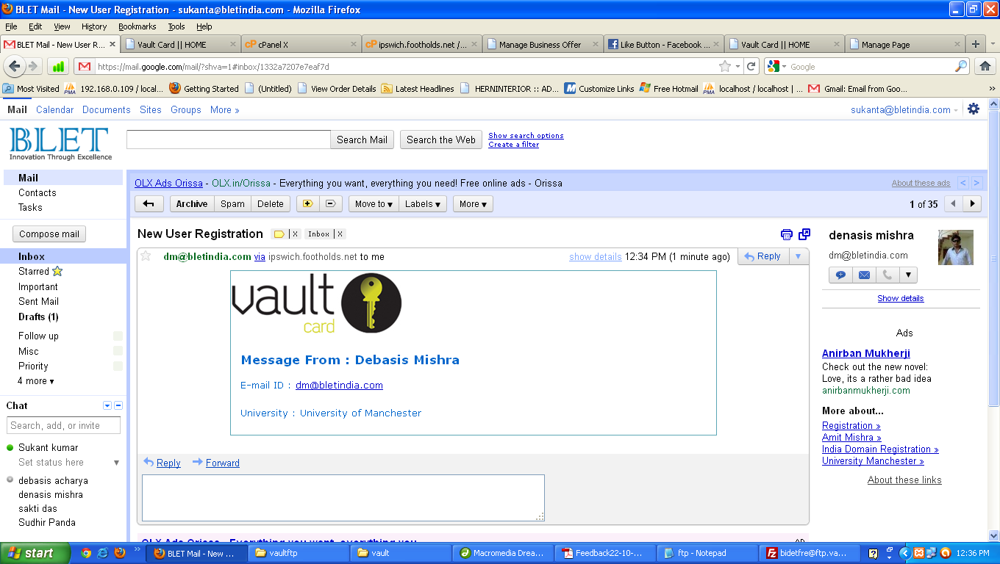 BLET Mail - New User Registration - sukanta@bletindia.com - Mozilla Firefox
File Edit View History Bookmarks Tools Help
BLET Mail - New User R... Vault Card || HOME cP cPanel X cP ipswich.footholds.net /... Manage Business Offer Like Button - Facebook ... Vault Card || HOME Manage Page
https://mail.google.com/mail/?shva=1#inbox/1332a7207e7eaf7d Google
Most Visited 192.168.0.109 / local... Getting Started (Untitled) View Order Details Latest Headlines HERNINTERIOR :: AD... Customize Links Free Hotmail localhost / localhost | ... Gmail: Email from Goo... »
Mail Calendar Documents Sites Groups More » sukanta@bletindia.com
BLET
Innovation Through Excellence
Search Mail Search the Web Show search options
Create a filter
Mail
Contacts
Tasks
Compose mail
Inbox
Starred
Important
Sent Mail
Drafts (1)
Follow up
Misc
Priority
4 more
Chat
Search, add, or invite
Sukant kumar
Set status here
debasis acharya
denasis mishra
sakti das
Sudhir Panda
OLX Ads Orissa - OLX.in/Orissa - Everything you want, everything you need! Free online ads - Orissa About these ads < >
Archive Spam Delete Move to Labels More 1 of 35
New User Registration X Inbox X
dm@bletindia.com via ipswich.footholds.net to me show details 12:34 PM (1 minute ago) Reply
vault
card
Message From : Debasis Mishra
E-mail ID : dm@bletindia.com
University : University of Manchester
Reply Forward
OLX Ads Orissa - Everything you want, everything you AD
denasis mishra
dm@bletindia.com
Show details
Ads
Anirban Mukherji
Check out the new novel:
Love, its a rather bad idea
anirbanmukherji.com
More about...
Registration »
Amit Mishra »
India Domain Registration »
University Manchester »
About these links
start » BLET Mail - New ... vaultftp vault Macromedia Drea... Feedback22-10-... ftp - Notepad bidetfre@ftp.va... 12:36 PM